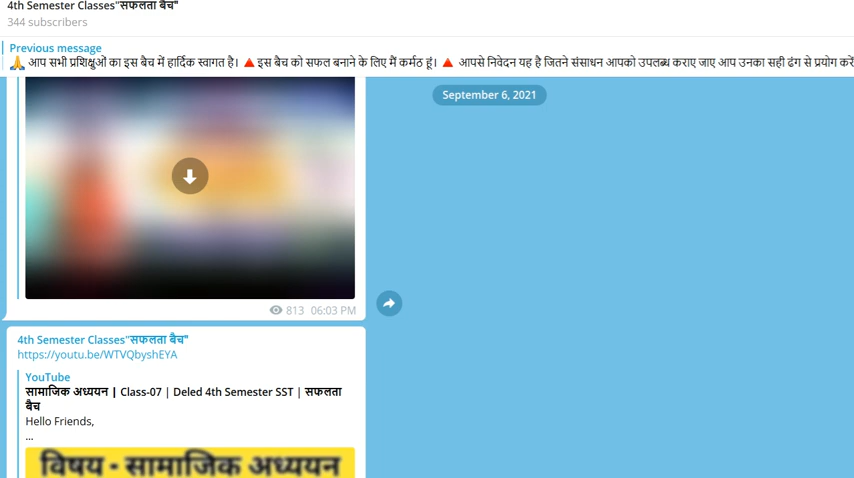 4th Semester Classes"सफलता बैच"
344 subscribers
Previous message
🙏 आप सभी प्रशिक्षुओं का इस बैच में हार्दिक स्वागत है। 🔺 इस बैच को सफल बनाने के लिए मैं कर्मठ हूं। 🔺 आपसे निवेदन यह है जितने संसाधन आपको उपलब्ध कराए जाए आप उनका सही ढंग से प्रयोग करें
September 6, 2021
813 06:03 PM
4th Semester Classes"सफलता बैच"
https://youtu.be/WTVQbyshEYA
YouTube
सामाजिक अध्ययन | Class-07 | Deled 4th Semester SST | सफलता
बैच
Hello Friends,
...
विषय - सामाजिक अध्ययन